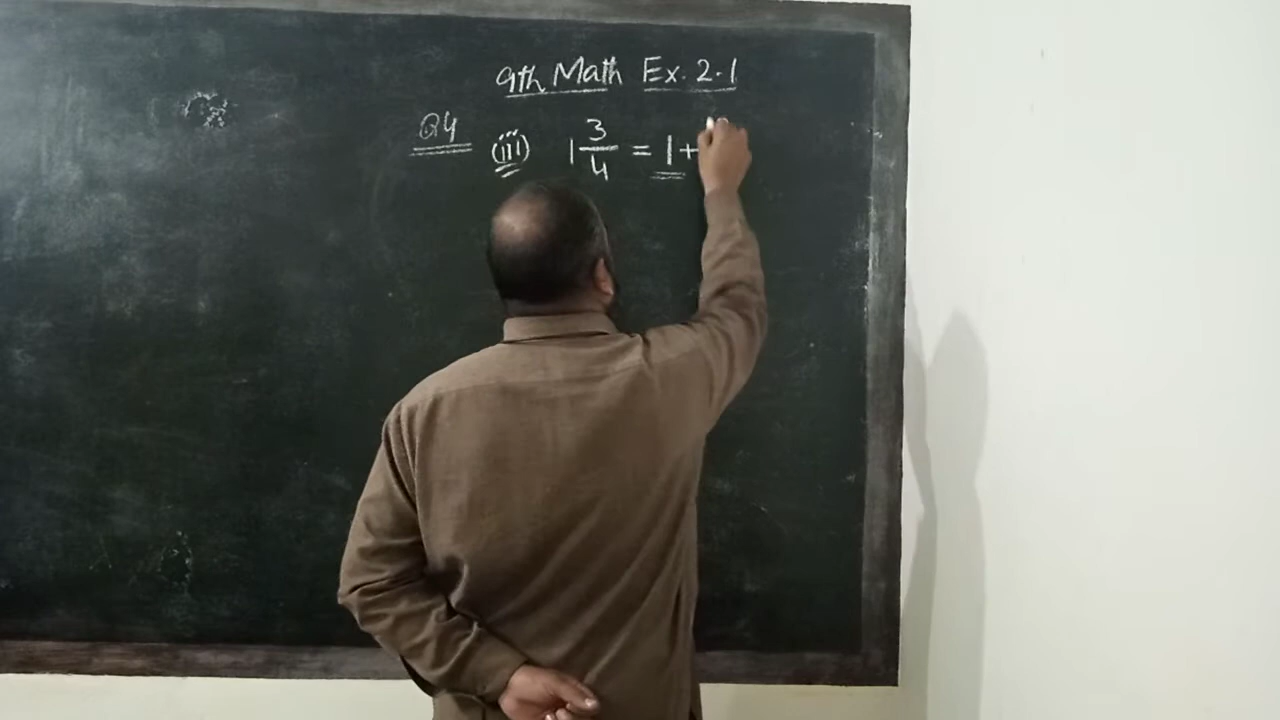 9th Math Ex. 2.1
Q4 (iii) 1 3/4 = 1 +